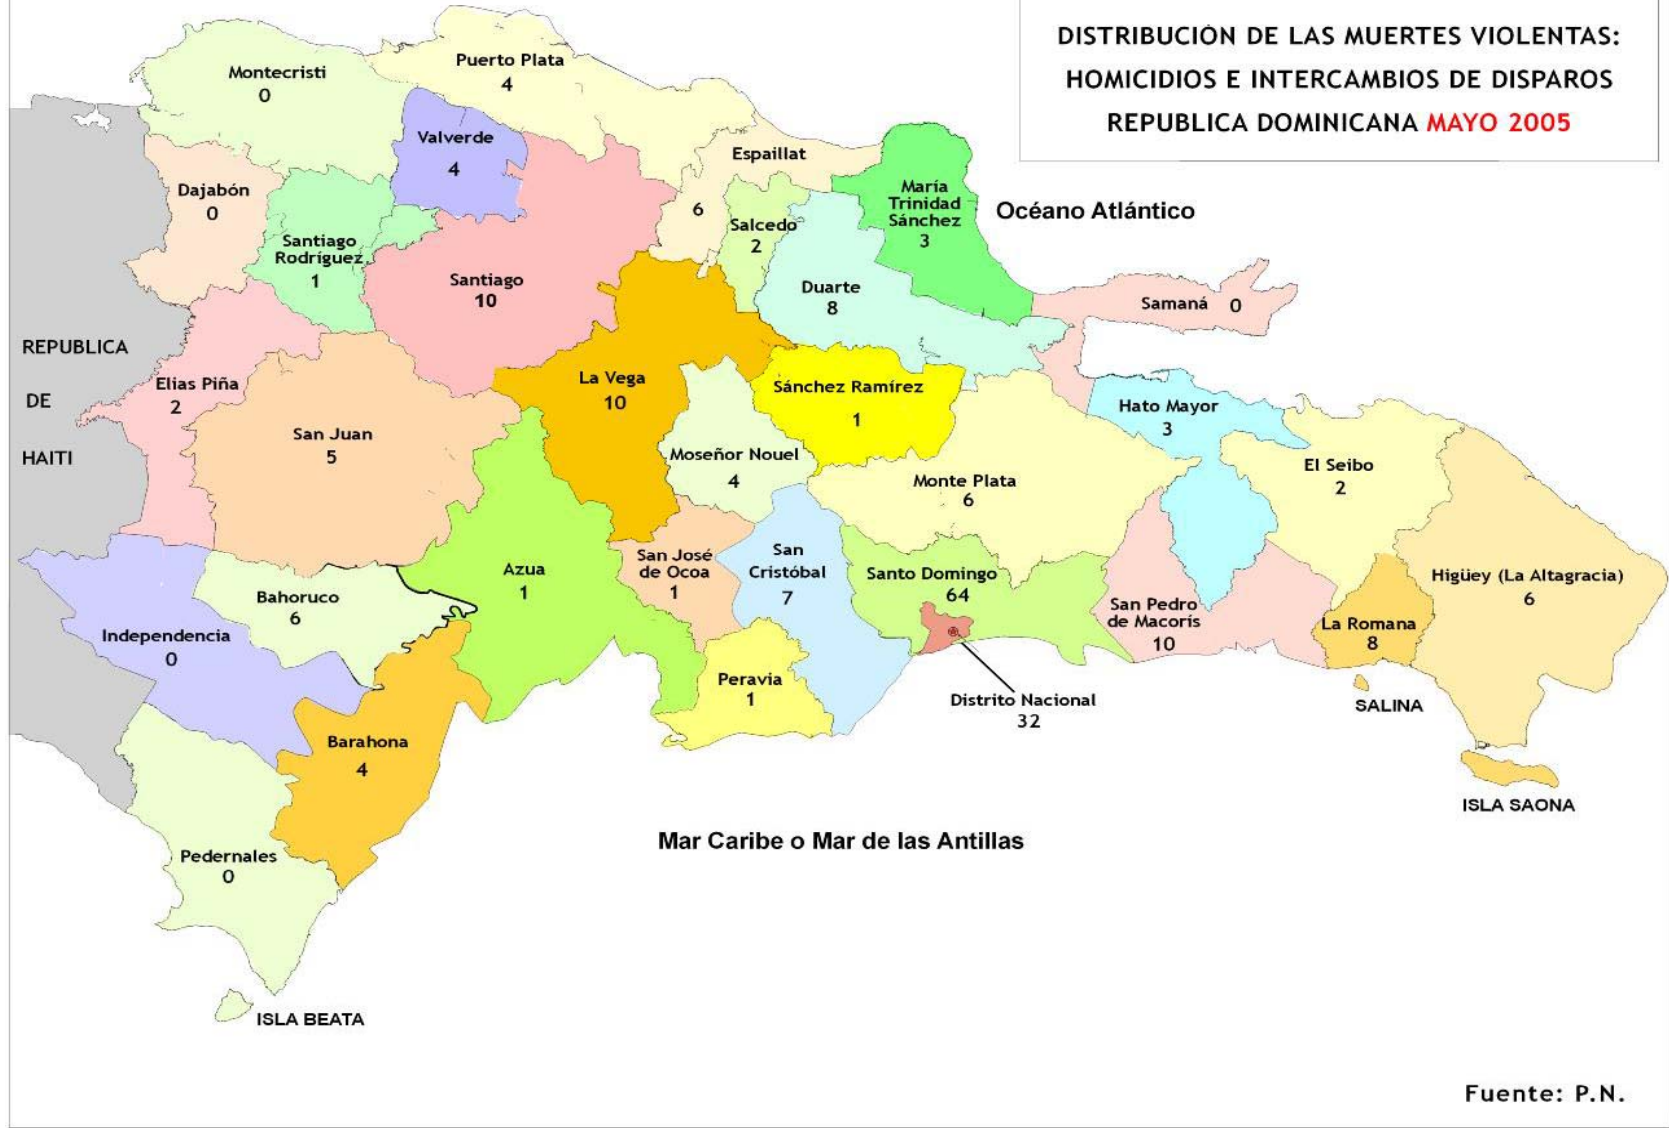 DISTRIBUCIÓN DE LAS MUERTES VIOLENTAS:
HOMICIDIOS E INTERCAMBIOS DE DISPAROS
REPUBLICA DOMINICANA MAYO 2005
Montecristi
0
Puerto Plata
4
Valverde
4
Espaillat
6
Dajabón
0
Santiago
Rodríguez
1
Santiago
10
Salcedo
2
María
Trinidad
Sánchez
3
Océano Atlántico
Duarte
8
Samaná 0
REPUBLICA
DE
HAITI
Elias Piña
2
San Juan
5
La Vega
10
Sánchez Ramírez
1
Hato Mayor
3
Moseñor Nouel
4
Monte Plata
6
El Seibo
2
Higüey (La Altagracia)
6
Bahoruco
6
Azua
1
San José
de Ocoa
1
San
Cristóbal
7
Santo Domingo
64
San Pedro
de Macorís
10
La Romana
8
Independencia
0
Peravia
1
Distrito Nacional
32
SALINA
Barahona
4
ISLA SAONA
Mar Caribe o Mar de las Antillas
Pedernales
0
ISLA BEATA
Fuente: P.N.